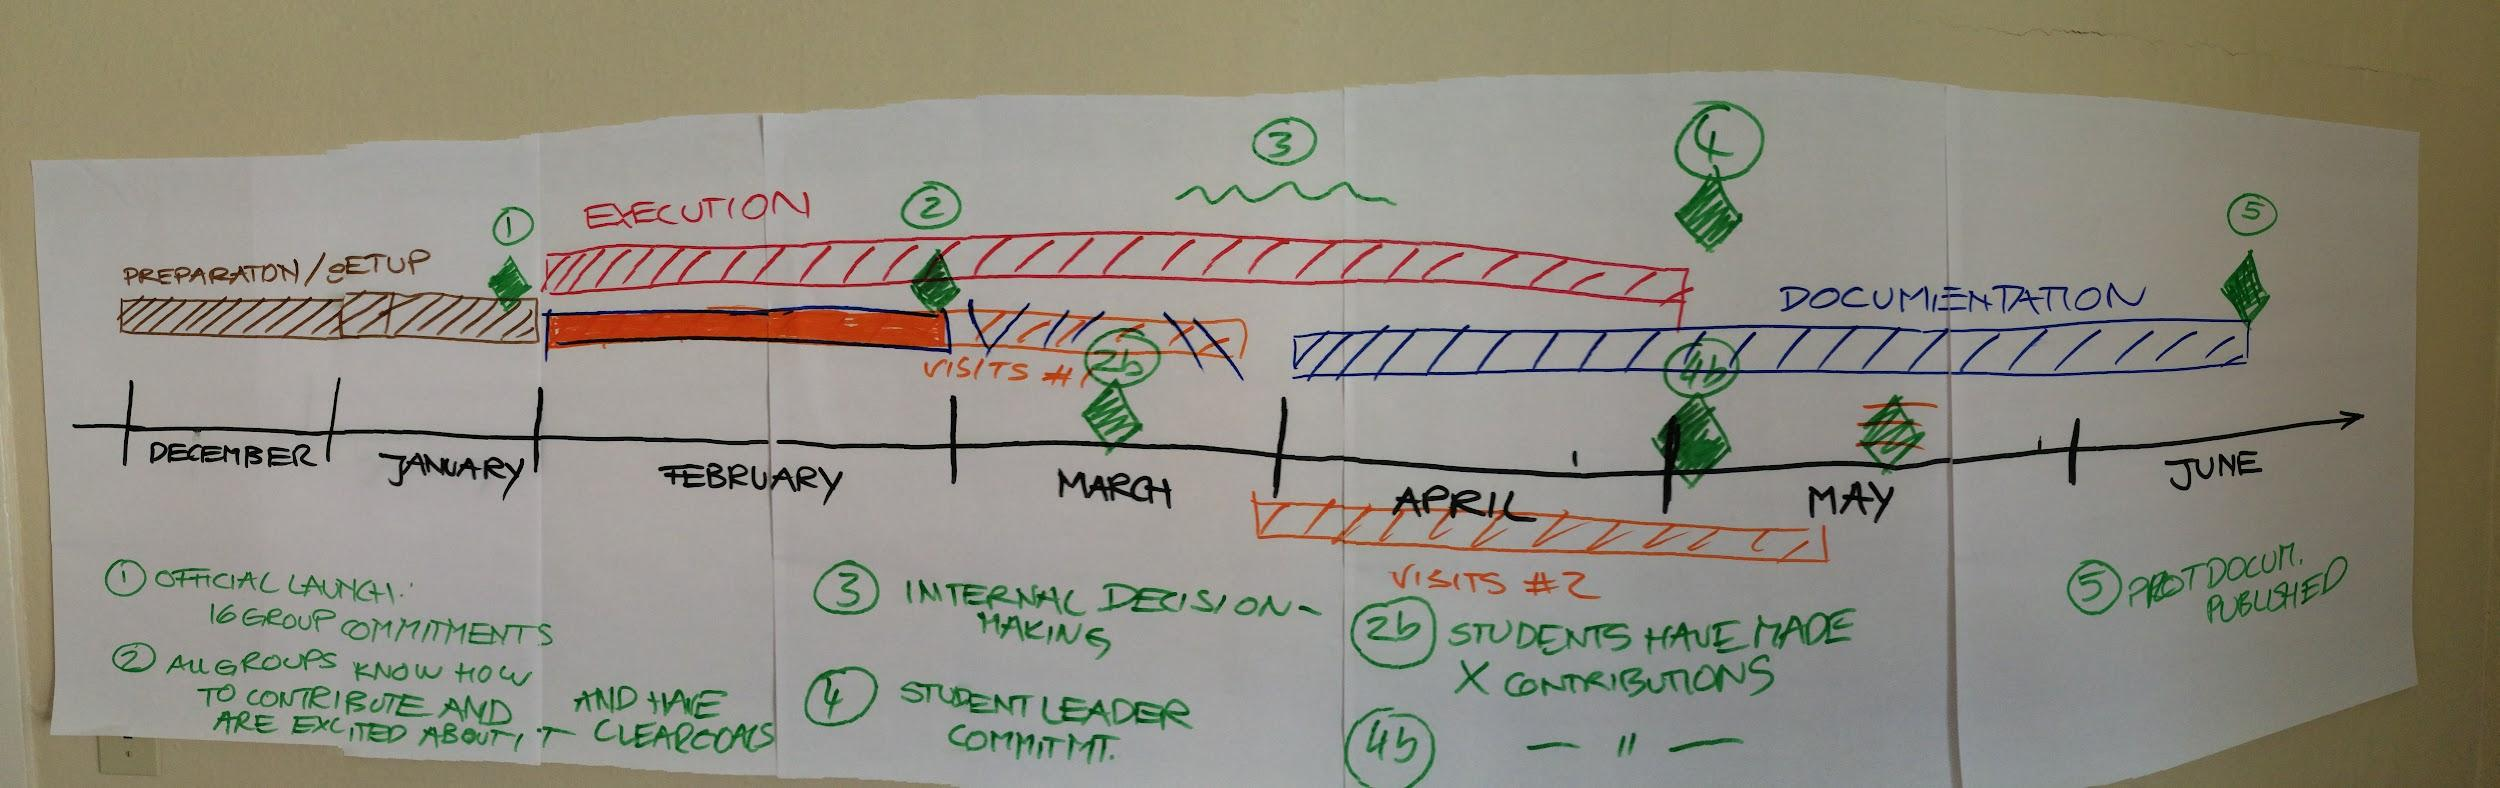 3
4
1
EXECUTION
2
5
PREPARATON/SETUP
DOCUMENTATION
VISITS #1
2b
4b
DECEMBER
JANUARY
FEBRUARY
MARCH
APRIL
MAY
JUNE
VISITS #2
1 OFFICIAL LAUNCH:
16 GROUP COMMITMENTS
2 ALL GROUPS KNOW HOW
TO CONTRIBUTE AND
ARE EXCITED ABOUT IT
AND HAVE
CLEAR GOALS
3 INTERNAL DECISION-
MAKING
4 STUDENT LEADER
COMMITMT.
2b STUDENTS HAVE MADE
X CONTRIBUTIONS
4b — " —
5 DOCUM.
PUBLISHED